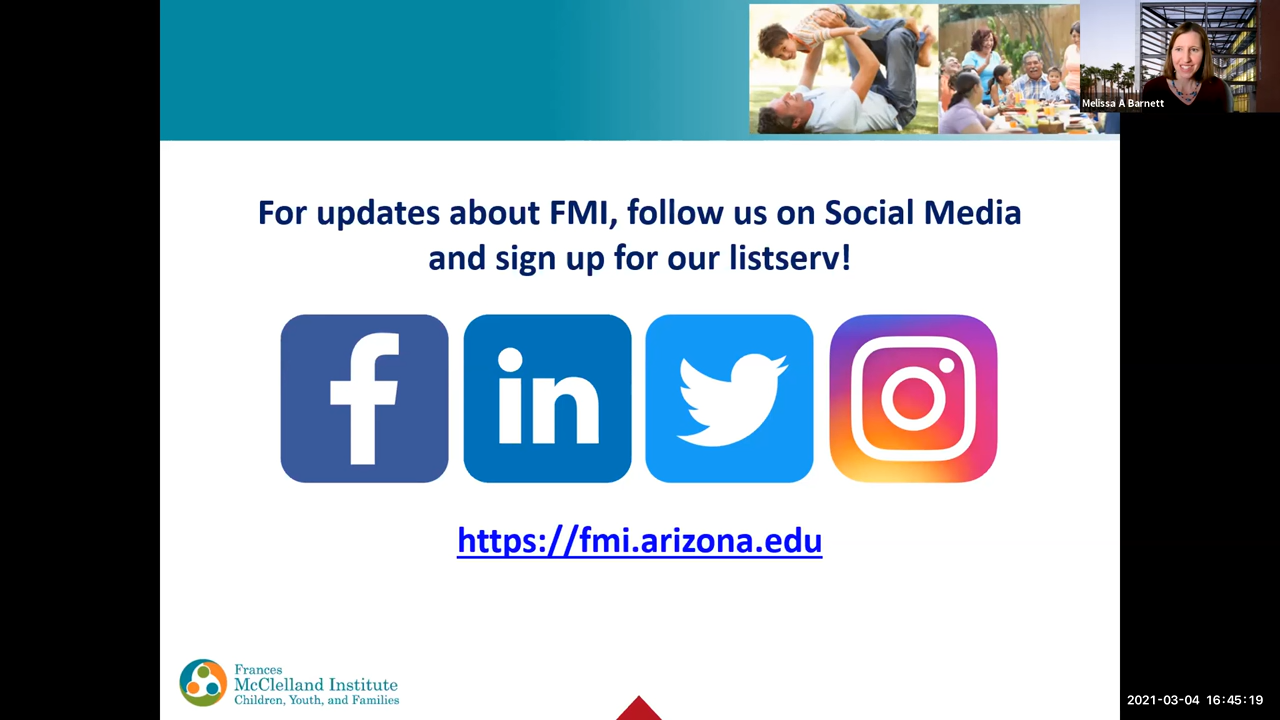 Melissa A Barnett
For updates about FMI, follow us on Social Media
and sign up for our listserv!
f
in
https://fmi.arizona.edu
Frances
McClelland Institute
Children, Youth, and Families
2021-03-04 16:45:19